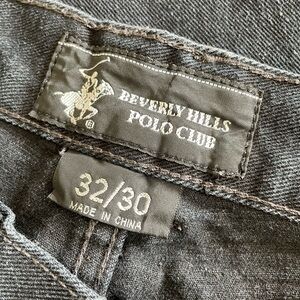 BEVERLY HILLS
POLO CLUB
®
32/30
MADE IN CHINA